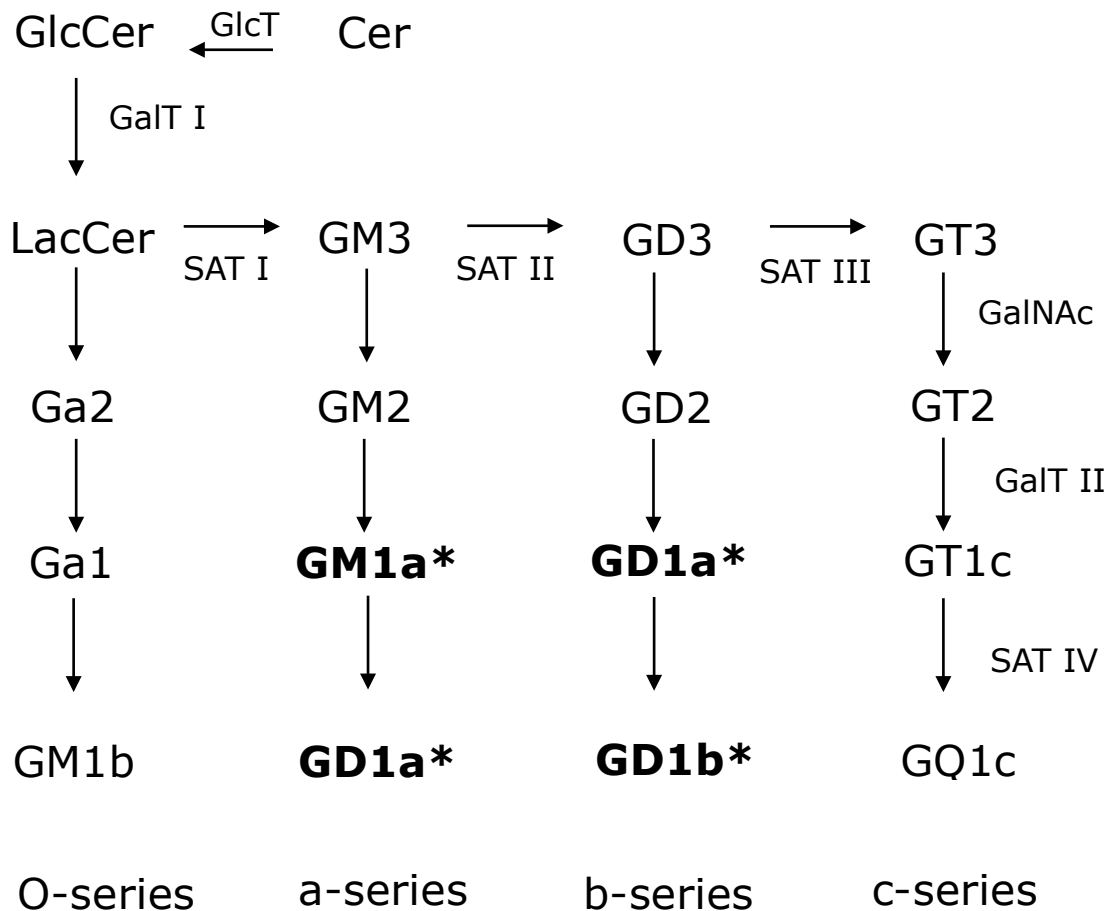 GlcCer GlcT Cer
GalT I
LacCer GM3 GD3 GT3
SAT I SAT II SAT III
GalNAc
Ga2 GM2 GD2 GT2
GalT II
Ga1 GM1a* GD1a* GT1c
SAT IV
GM1b GD1a* GD1b* GQ1c
O-series a-series b-series c-series